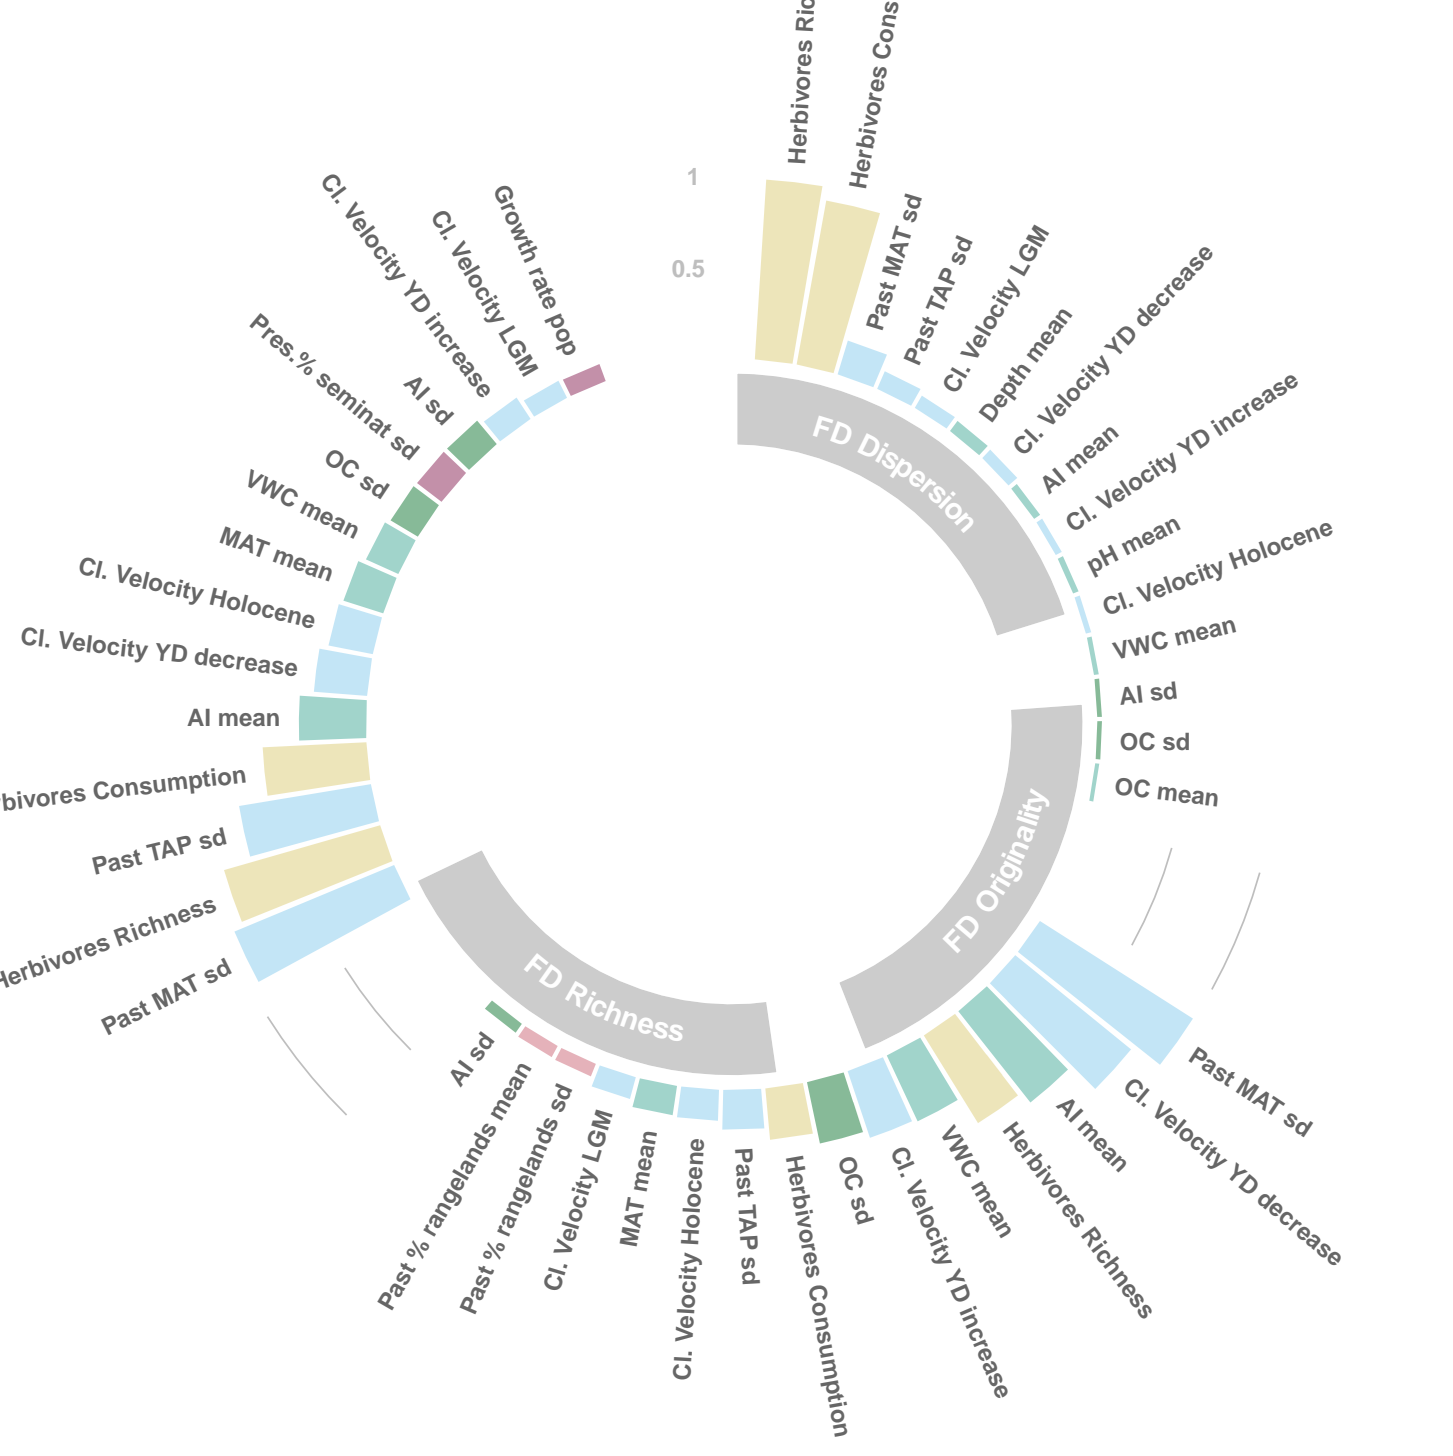 1
0.5
Herbivores
Herbivores
Past MAT sd
Past TAP sd
Cl. Velocity LGM
Depth mean
Cl. Velocity YD decrease
AI mean
Cl. Velocity YD increase
pH mean
Cl. Velocity Holocene
VWC mean
AI sd
OC sd
OC mean
Past MAT sd
Cl. Velocity YD decrease
AI mean
Herbivores Richness
VWC mean
Cl. Velocity YD increase
OC sd
Herbivores Consumption
Past TAP sd
Cl. Velocity Holocene
MAT mean
Cl. Velocity LGM
Past % rangelands sd
Past % rangelands mean
AI sd
Past MAT sd
Herbivores Richness
Past TAP sd
Consumption
AI mean
Cl. Velocity YD decrease
Cl. Velocity Holocene
MAT mean
VWC mean
OC sd
Pres.% seminat sd
AI sd
Cl. Velocity YD increase
Cl. Velocity LGM
Growth rate pop
FD Dispersion
FD Originality
FD Richness